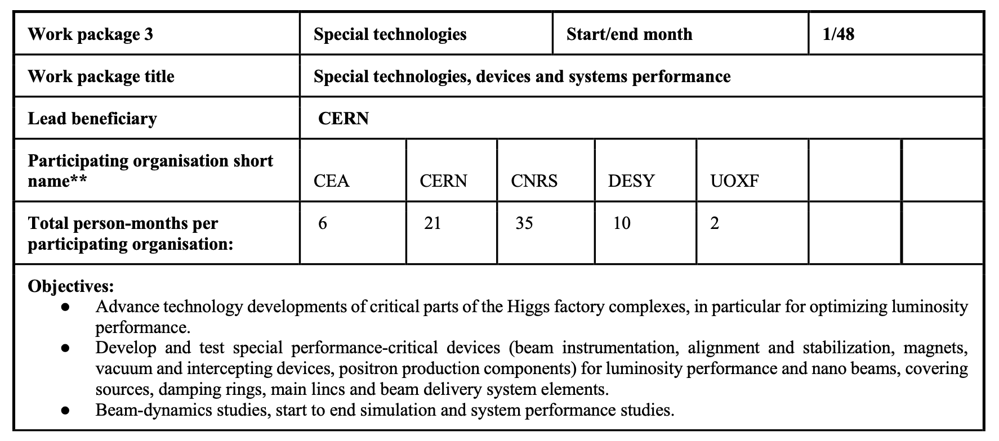 Work package 3 Special technologies Start/end month 1/48
Work package title Special technologies, devices and systems performance
Lead beneficiary CERN
Participating organisation short
name** CEA CERN CNRS DESY UOXF
Total person-months per 6 21 35 10 2
participating organisation:
Objectives:
● Advance technology developments of critical parts of the Higgs factory complexes, in particular for optimizing luminosity
performance.
● Develop and test special performance-critical devices (beam instrumentation, alignment and stabilization, magnets,
vacuum and intercepting devices, positron production components) for luminosity performance and nano beams, covering
sources, damping rings, main lincs and beam delivery system elements.
● Beam-dynamics studies, start to end simulation and system performance studies.